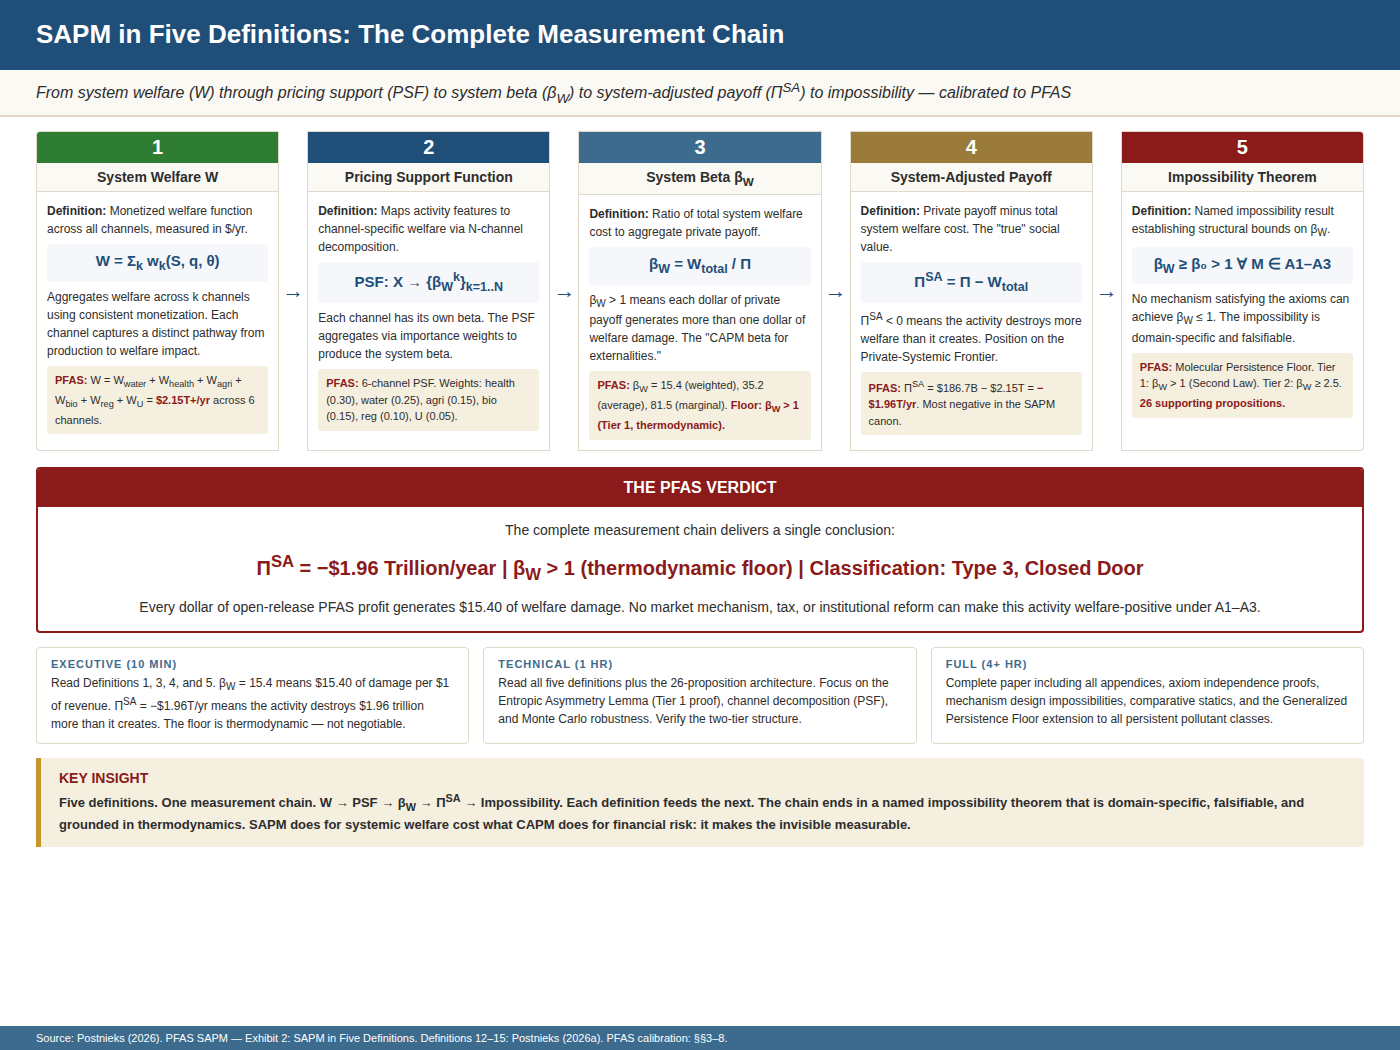 SAPM in Five Definitions: The Complete Measurement Chain
From system welfare (W) through pricing support (PSF) to system beta (βW) to system-adjusted payoff (ΠSA) to impossibility — calibrated to PFAS
1
System Welfare W
Definition: Monetized welfare function
across all channels, measured in $/yr.
W = Σk wk(S, q, θ)
Aggregates welfare across k channels
using consistent monetization. Each
channel captures a distinct pathway from
production to welfare impact.
PFAS: W = Wwater + Whealth + Wagri +
Wbio + Wreg + WU = $2.15T+/yr across 6
channels.
→
2
Pricing Support Function
Definition: Maps activity features to
channel-specific welfare via N-channel
decomposition.
PSF: X → {βWk}k=1..N
Each channel has its own beta. The PSF
aggregates via importance weights to
produce the system beta.
PFAS: 6-channel PSF. Weights: health
(0.30), water (0.25), agri (0.15), bio
(0.15), reg (0.10), U (0.05).
→
3
System Beta βW
Definition: Ratio of total system welfare
cost to aggregate private payoff.
βW = Wtotal / Π
βW > 1 means each dollar of private
payoff generates more than one dollar of
welfare damage. The "CAPM beta for
externalities."
PFAS: βW = 15.4 (weighted), 35.2
(average), 81.5 (marginal). Floor: βW > 1
(Tier 1, thermodynamic).
→
4
System-Adjusted Payoff
Definition: Private payoff minus total
system welfare cost. The "true" social
value.
ΠSA = Π − Wtotal
ΠSA < 0 means the activity destroys more
welfare than it creates. Position on the
Private-Systemic Frontier.
PFAS: ΠSA = $186.7B − $2.15T = −
$1.96T/yr. Most negative in the SAPM
canon.
→
5
Impossibility Theorem
Definition: Named impossibility result
establishing structural bounds on βW.
βW ≥ β₀ > 1 ∀ M ∈ A1–A3
No mechanism satisfying the axioms can
achieve βW ≤ 1. The impossibility is
domain-specific and falsifiable.
PFAS: Molecular Persistence Floor. Tier
1: βW > 1 (Second Law). Tier 2: βW ≥ 2.5.
26 supporting propositions.
THE PFAS VERDICT
The complete measurement chain delivers a single conclusion:
ΠSA = −$1.96 Trillion/year | βW > 1 (thermodynamic floor) | Classification: Type 3, Closed Door
Every dollar of open-release PFAS profit generates $15.40 of welfare damage. No market mechanism, tax, or institutional reform can make this activity welfare-positive under A1–A3.
EXECUTIVE (10 MIN)
Read Definitions 1, 3, 4, and 5. βW = 15.4 means $15.40 of damage per $1
of revenue. ΠSA = −$1.96T/yr means the activity destroys $1.96 trillion
more than it creates. The floor is thermodynamic — not negotiable.
TECHNICAL (1 HR)
Read all five definitions plus the 26-proposition architecture. Focus on the
Entropic Asymmetry Lemma (Tier 1 proof), channel decomposition (PSF),
and Monte Carlo robustness. Verify the two-tier structure.
FULL (4+ HR)
Complete paper including all appendices, axiom independence proofs,
mechanism design impossibilities, comparative statics, and the Generalized
Persistence Floor extension to all persistent pollutant classes.
KEY INSIGHT
Five definitions. One measurement chain. W → PSF → βW → ΠSA → Impossibility. Each definition feeds the next. The chain ends in a named impossibility theorem that is domain-specific, falsifiable, and
grounded in thermodynamics. SAPM does for systemic welfare cost what CAPM does for financial risk: it makes the invisible measurable.
Source: Postnieks (2026). PFAS SAPM — Exhibit 2: SAPM in Five Definitions. Definitions 12–15: Postnieks (2026a). PFAS calibration: §§3–8.